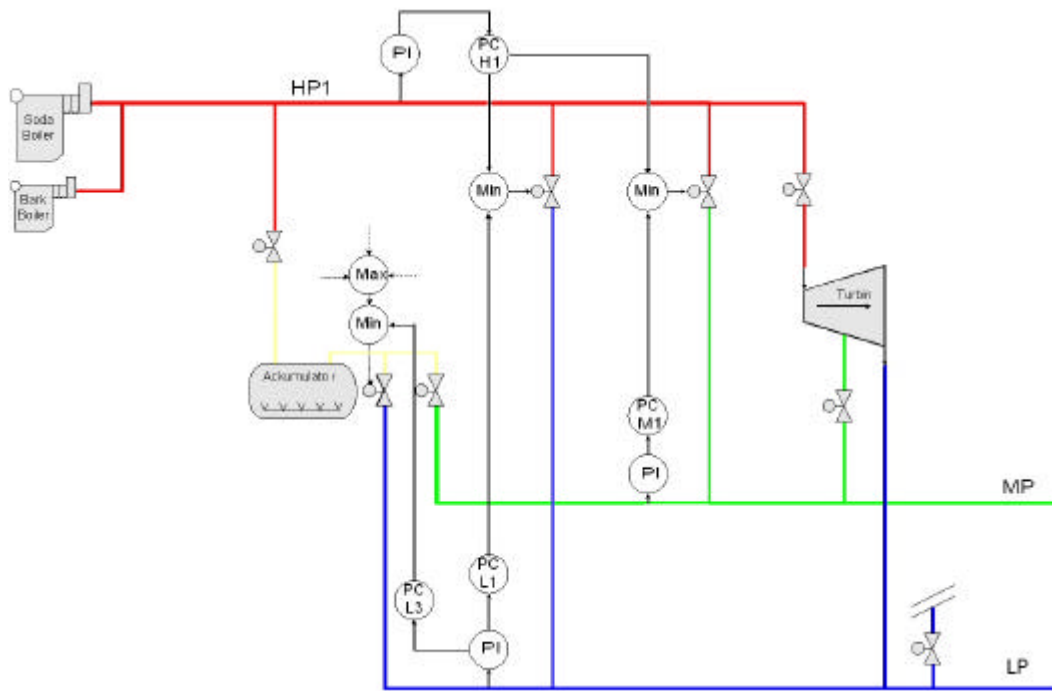 PI
PC
H1
HP1
Soda
Boiler
Bark
Boiler
Min
Min
Max
Min
Turbin
Ackumulator
PC
M1
PI
MP
PC
L1
PC
L3
PI
LP